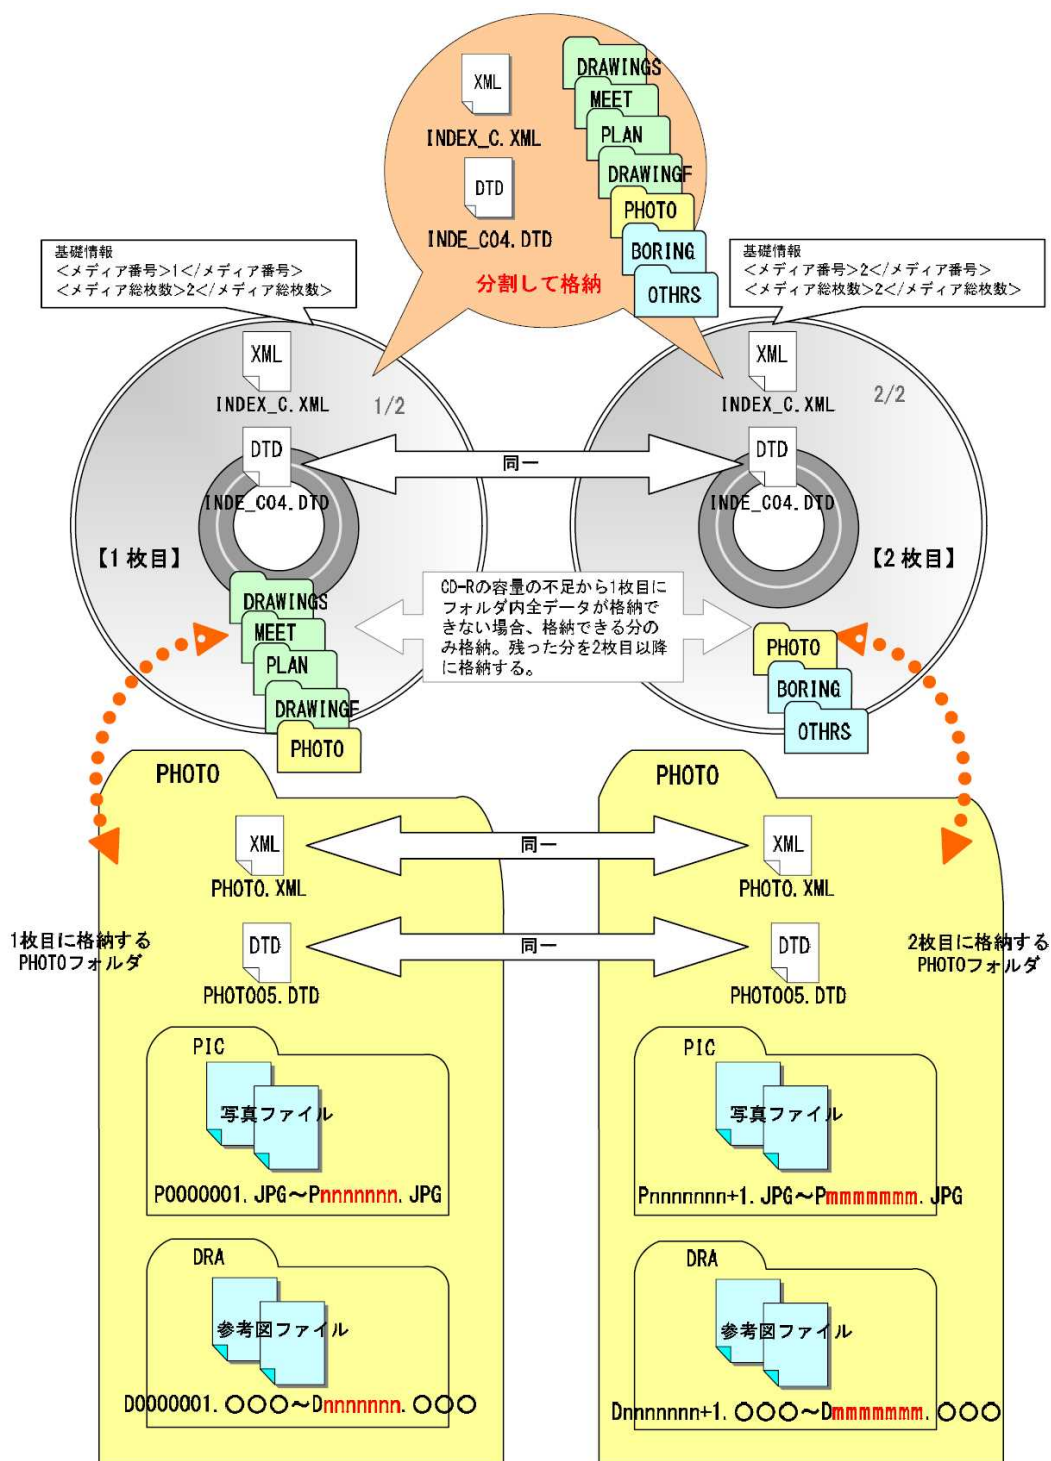 XML
INDEX_C.XML
DTD
INDE_C04.DTD
分割して格納
DRAWINGS
MEET
PLAN
DRAWINGF
PHOTO
BORING
OTHRS
基礎情報
<メディア番号>1</メディア番号>
<メディア総枚数>2</メディア総枚数>
基礎情報
<メディア番号>2</メディア番号>
<メディア総枚数>2</メディア総枚数>
XML
INDEX_C.XML
1/2
DTD
INDE_C04.DTD
【1枚目】
DRAWINGS
MEET
PLAN
DRAWINGF
PHOTO
同一
XML
INDEX_C.XML
2/2
DTD
INDE_C04.DTD
【2枚目】
PHOTO
BORING
OTHRS
CD-Rの容量の不足から1枚目に
フォルダ内全データが格納で
きない場合、格納できる分の
み格納。残った分を2枚目以降
に格納する。
PHOTO
XML
PHOTO.XML
1枚目に格納する
PHOTOフォルダ
DTD
PHOTO05.DTD
PIC
写真ファイル
P0000001.JPG～Pnnnnnnn.JPG
DRA
参考図ファイル
D0000001.〇〇〇～Dnnnnnnn.〇〇〇
同一
同一
PHOTO
XML
PHOTO.XML
2枚目に格納する
PHOTOフォルダ
DTD
PHOTO05.DTD
PIC
写真ファイル
Pnnnnnnn+1.JPG～Pmmmmmmm.JPG
DRA
参考図ファイル
Dnnnnnnn+1.〇〇〇～Dmmmmmmm.〇〇〇